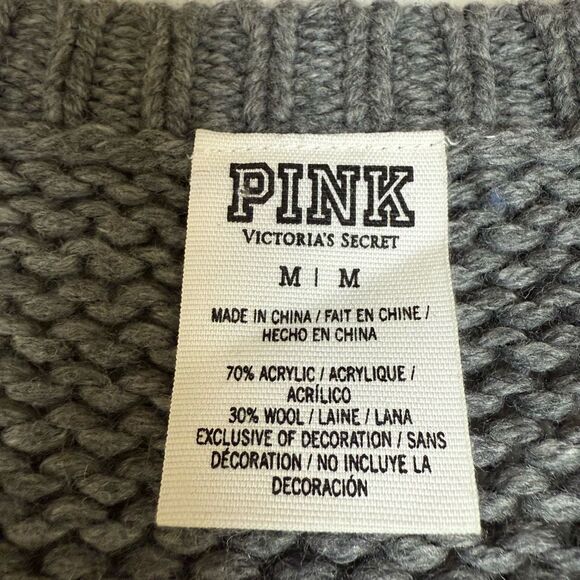 PINK
VICTORIA'S SECRET
M | M
MADE IN CHINA / FAIT EN CHINE /
HECHO EN CHINA
70% ACRYLIC / ACRYLIQUE /
ACRÍLICO
30% WOOL / LAINE / LANA
EXCLUSIVE OF DECORATION / SANS
DÉCORATION / NO INCLUYE LA
DECORACIÓN